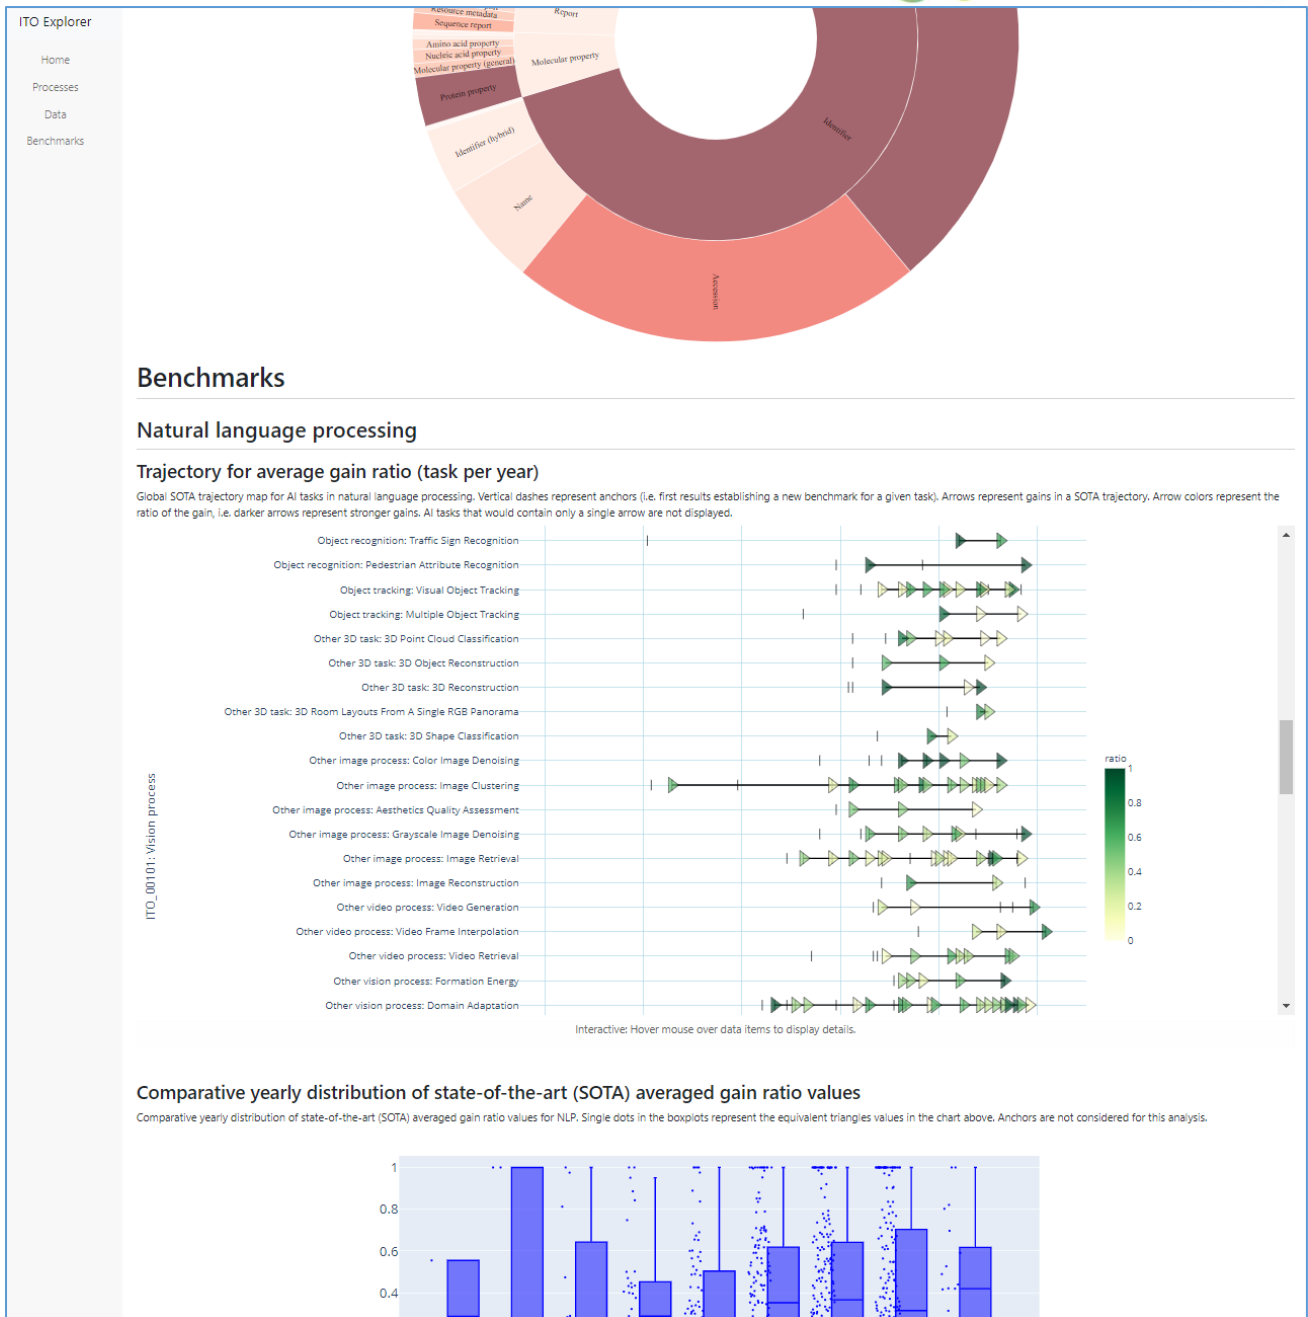 ITO Explorer
Home
Processes
Data
Benchmarks
Resource metadata
Sequence report
Report
Amino acid property
Nucleic acid property
Molecular property (general)
Molecular property
Protein property
Identifier (hybrid)
Name
Identifier
Accession
Benchmarks
Natural language processing
Trajectory for average gain ratio (task per year)
Global SOTA trajectory map for AI tasks in natural language processing. Vertical dashes represent anchors (i.e. first results establishing a new benchmark for a given task). Arrows represent gains in a SOTA trajectory. Arrow colors represent the
ratio of the gain, i.e. darker arrows represent stronger gains. AI tasks that would contain only a single arrow are not displayed.
Object recognition: Traffic Sign Recognition
Object recognition: Pedestrian Attribute Recognition
Object tracking: Visual Object Tracking
Object tracking: Multiple Object Tracking
Other 3D task: 3D Point Cloud Classification
Other 3D task: 3D Object Reconstruction
Other 3D task: 3D Reconstruction
Other 3D task: 3D Room Layouts From A Single RGB Panorama
Other 3D task: 3D Shape Classification
Other image process: Color Image Denoising
Other image process: Image Clustering
Other image process: Aesthetics Quality Assessment
Other image process: Grayscale Image Denoising
Other image process: Image Retrieval
Other image process: Image Reconstruction
Other video process: Video Generation
Other video process: Video Frame Interpolation
Other video process: Video Retrieval
Other vision process: Formation Energy
Other vision process: Domain Adaptation
ITO_00101: Vision process
ratio
1
0.8
0.6
0.4
0.2
0
Interactive: Hover mouse over data items to display details.
Comparative yearly distribution of state-of-the-art (SOTA) averaged gain ratio values
Comparative yearly distribution of state-of-the-art (SOTA) averaged gain ratio values for NLP. Single dots in the boxplots represent the equivalent triangles values in the chart above. Anchors are not considered for this analysis.
1
0.8
0.6
0.4